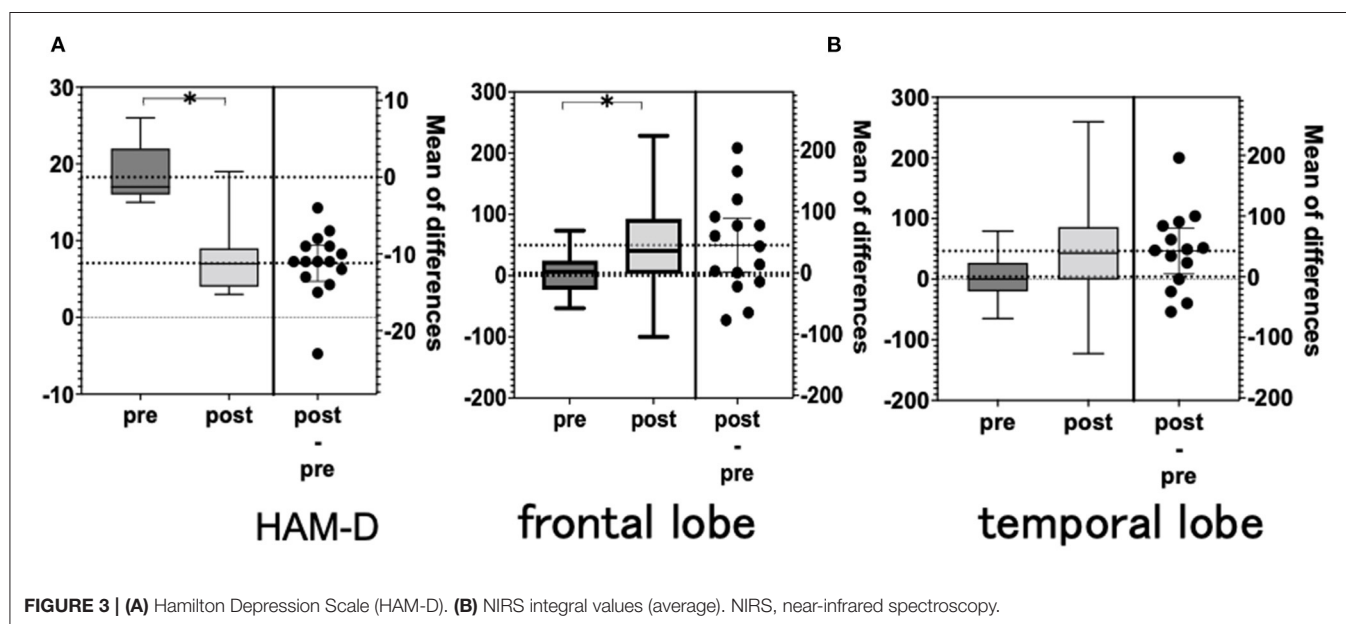 A
B
30
20
10
0
-10
*
10
0
-10
-20
Mean of differences
pre
post
post
-
pre
HAM-D
300
200
100
0
-100
-200
*
200
100
0
-100
-200
Mean of differences
pre
post
post
-
pre
frontal lobe
300
200
100
0
-100
-200
200
100
0
-100
-200
Mean of differences
pre
post
post
-
pre
temporal lobe
FIGURE 3 | (A) Hamilton Depression Scale (HAM-D). (B) NIRS integral values (average). NIRS, near-infrared spectroscopy.